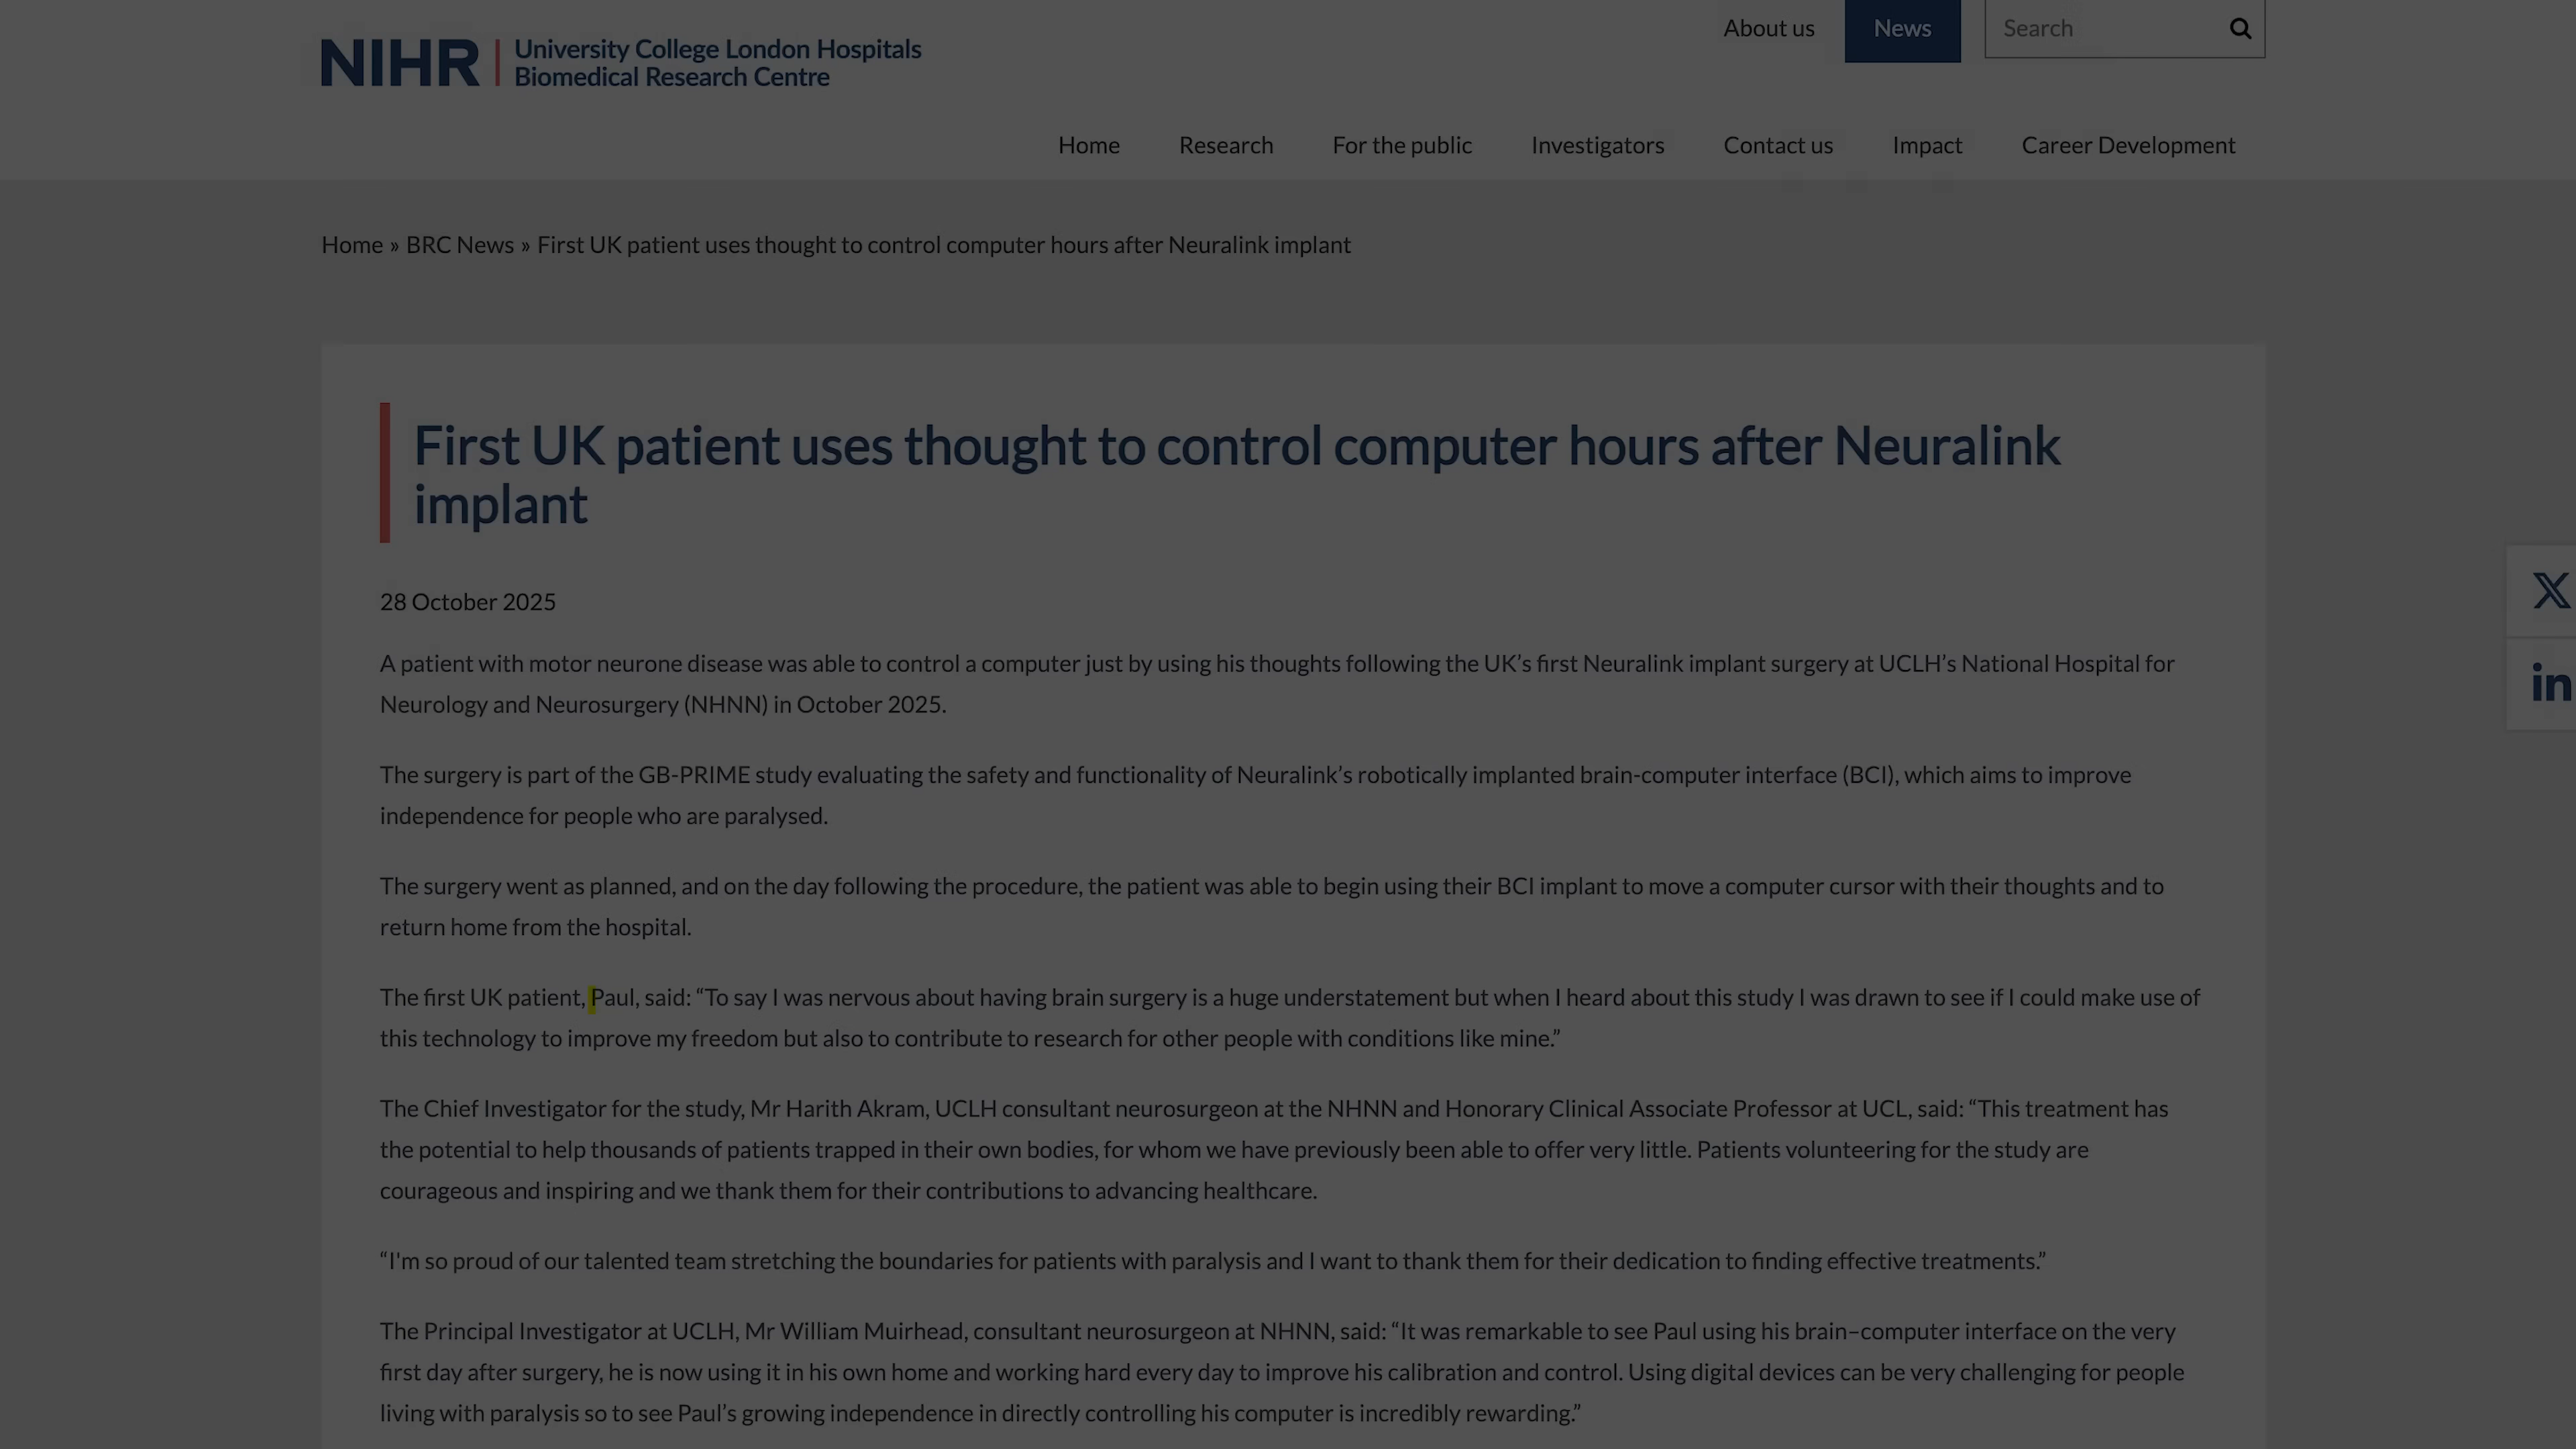 NIHR | University College London Hospitals
Biomedical Research Centre
About us
News
Search
Home
Research
For the public
Investigators
Contact us
Impact
Career Development
Home » BRC News » First UK patient uses thought to control computer hours after Neuralink implant
First UK patient uses thought to control computer hours after Neuralink
implant
28 October 2025
A patient with motor neurone disease was able to control a computer just by using his thoughts following the UK’s first Neuralink implant surgery at UCLH’s National Hospital for
Neurology and Neurosurgery (NHNN) in October 2025.
The surgery is part of the GB-PRIME study evaluating the safety and functionality of Neuralink’s robotically implanted brain-computer interface (BCI), which aims to improve
independence for people who are paralysed.
The surgery went as planned, and on the day following the procedure, the patient was able to begin using their BCI implant to move a computer cursor with their thoughts and to
return home from the hospital.
The first UK patient, Paul, said: “To say I was nervous about having brain surgery is a huge understatement but when I heard about this study I was drawn to see if I could make use of
this technology to improve my freedom but also to contribute to research for other people with conditions like mine.”
The Chief Investigator for the study, Mr Harith Akram, UCLH consultant neurosurgeon at the NHNN and Honorary Clinical Associate Professor at UCL, said: “This treatment has
the potential to help thousands of patients trapped in their own bodies, for whom we have previously been able to offer very little. Patients volunteering for the study are
courageous and inspiring and we thank them for their contributions to advancing healthcare.
“I'm so proud of our talented team stretching the boundaries for patients with paralysis and I want to thank them for their dedication to finding effective treatments.”
The Principal Investigator at UCLH, Mr William Muirhead, consultant neurosurgeon at NHNN, said: “It was remarkable to see Paul using his brain–computer interface on the very
first day after surgery, he is now using it in his own home and working hard every day to improve his calibration and control. Using digital devices can be very challenging for people
living with paralysis so to see Paul’s growing independence in directly controlling his computer is incredibly rewarding.”
X
in